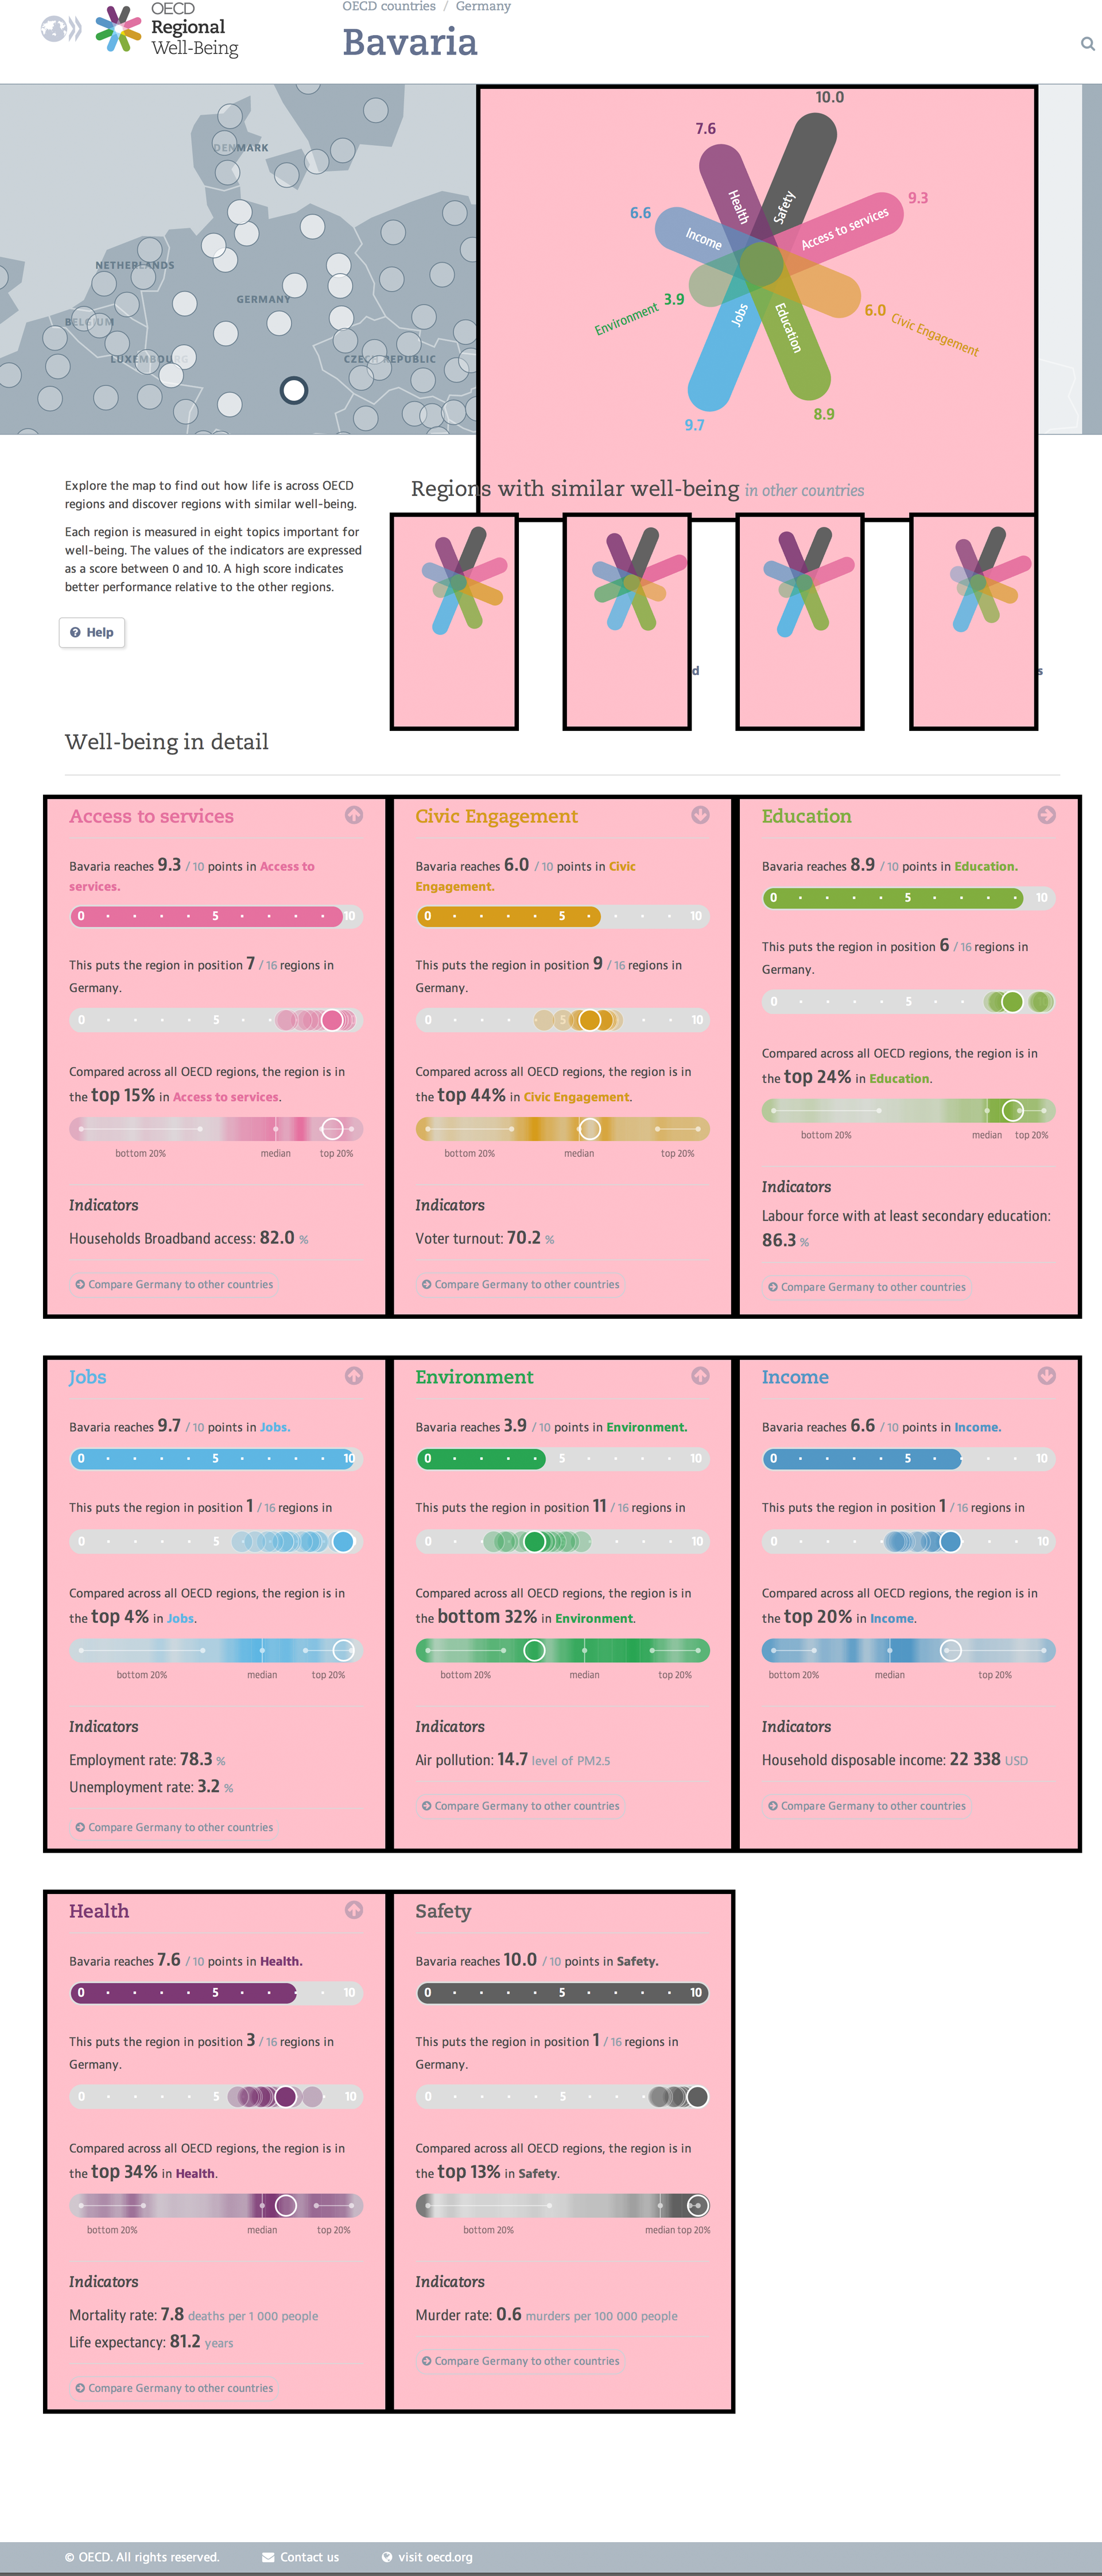 OECD
Regional
Well-Being
OECD countries / Germany
Bavaria
DENMARK
NETHERLANDS
GERMANY
BELGIUM
LUXEMBOURG
CZECH REPUBLIC
10.0
7.6
Health
Safety
9.3
Access to services
6.6
Income
3.9
Environment
Jobs
Education
6.0
Civic Engagement
8.9
9.7
Explore the map to find out how life is across OECD
regions and discover regions with similar well-being.
Each region is measured in eight topics important for
well-being. The values of the indicators are expressed
as a score between 0 and 10. A high score indicates
better performance relative to the other regions.
Help
Regions with similar well-being in other countries
d
s
Well-being in detail
Access to services
Bavaria reaches 9.3 / 10 points in Access to
services.
0 5 10
This puts the region in position 7 / 16 regions in
Germany.
0 5
Compared across all OECD regions, the region is in
the top 15% in Access to services.
bottom 20% median top 20%
Indicators
Households Broadband access: 82.0 %
Compare Germany to other countries
Civic Engagement
Bavaria reaches 6.0 / 10 points in Civic
Engagement.
0 5 10
This puts the region in position 9 / 16 regions in
Germany.
0 5 10
Compared across all OECD regions, the region is in
the top 44% in Civic Engagement.
bottom 20% median top 20%
Indicators
Voter turnout: 70.2 %
Compare Germany to other countries
Education
Bavaria reaches 8.9 / 10 points in Education.
0 5 10
This puts the region in position 6 / 16 regions in
Germany.
0 5
Compared across all OECD regions, the region is in
the top 24% in Education.
bottom 20% median top 20%
Indicators
Labour force with at least secondary education:
86.3 %
Compare Germany to other countries
Jobs
Bavaria reaches 9.7 / 10 points in Jobs.
0 5 10
This puts the region in position 1 / 16 regions in
0 5
Compared across all OECD regions, the region is in
the top 4% in Jobs.
bottom 20% median top 20%
Indicators
Employment rate: 78.3 %
Unemployment rate: 3.2 %
Compare Germany to other countries
Environment
Bavaria reaches 3.9 / 10 points in Environment.
0 5 10
This puts the region in position 11 / 16 regions in
0 10
Compared across all OECD regions, the region is in
the bottom 32% in Environment.
bottom 20% median top 20%
Indicators
Air pollution: 14.7 level of PM2.5
Compare Germany to other countries
Income
Bavaria reaches 6.6 / 10 points in Income.
0 5 10
This puts the region in position 1 / 16 regions in
0 10
Compared across all OECD regions, the region is in
the top 20% in Income.
bottom 20% median top 20%
Indicators
Household disposable income: 22 338 USD
Compare Germany to other countries
Health
Bavaria reaches 7.6 / 10 points in Health.
0 5 10
This puts the region in position 3 / 16 regions in
Germany.
0 5 10
Compared across all OECD regions, the region is in
the top 34% in Health.
bottom 20% median top 20%
Indicators
Mortality rate: 7.8 deaths per 1 000 people
Life expectancy: 81.2 years
Compare Germany to other countries
Safety
Bavaria reaches 10.0 / 10 points in Safety.
0 5 10
This puts the region in position 1 / 16 regions in
Germany.
0 5
Compared across all OECD regions, the region is in
the top 13% in Safety.
bottom 20% median top 20%
Indicators
Murder rate: 0.6 murders per 100 000 people
Compare Germany to other countries
© OECD. All rights reserved. Contact us visit oecd.org